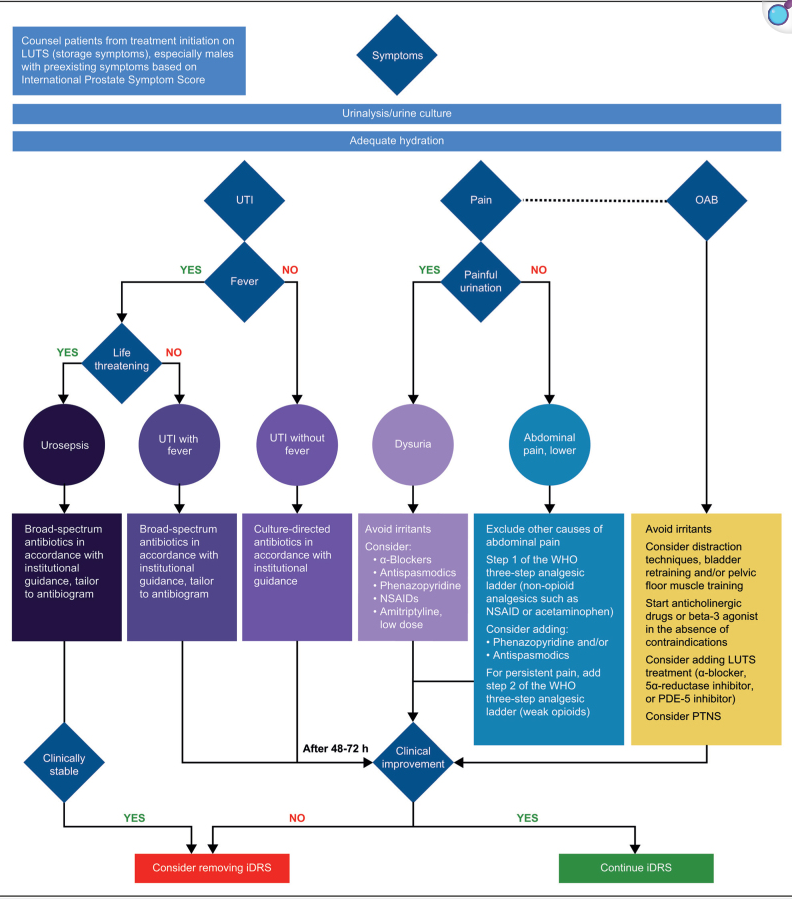 Counsel patients from treatment initiation on
LUTS (storage symptoms), especially males
with preexisting symptoms based on
International Prostate Symptom Score
Symptoms
Urinalysis/urine culture
Adequate hydration
UTI
Pain
OAB
YES
Fever
NO
YES
Painful
urination
NO
YES
Life
threatening
NO
Urosepsis
UTI with
fever
UTI without
fever
Dysuria
Abdominal
pain, lower
Broad-spectrum
antibiotics in
accordance with
institutional
guidance, tailor
to antibiogram
Broad-spectrum
antibiotics in
accordance with
institutional
guidance, tailor
to antibiogram
Culture-directed
antibiotics in
accordance with
institutional
guidance
Avoid irritants
Consider:
• α-Blockers
• Antispasmodics
• Phenazopyridine
• NSAIDs
• Amitriptyline,
low dose
Exclude other causes of
abdominal pain
Step 1 of the WHO
three-step analgesic
ladder (non-opioid
analgesics such as
NSAID or acetaminophen)
Consider adding:
• Phenazopyridine and/or
• Antispasmodics
For persistent pain, add
step 2 of the WHO
three-step analgesic
ladder (weak opioids)
Avoid irritants
Consider distraction
techniques, bladder
retraining and/or pelvic
floor muscle training
Start anticholinergic
drugs or beta-3 agonist
in the absence of
contraindications
Consider adding LUTS
treatment (α-blocker,
5α-reductase inhibitor,
or PDE-5 inhibitor)
Consider PTNS
Clinically
stable
After 48-72 h
Clinical
improvement
YES
NO
YES
Consider removing iDRS
Continue iDRS